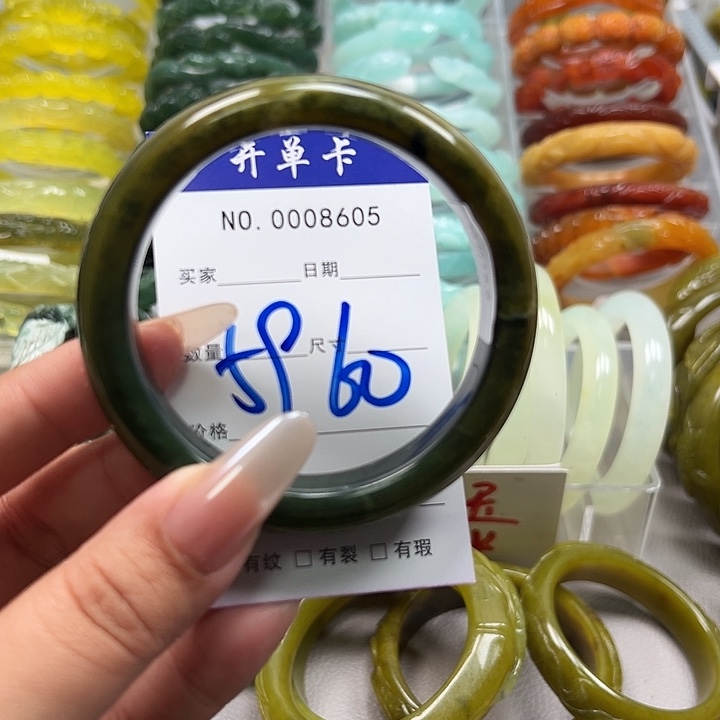 开单卡
NO. 0008605
买家 日期
数量 尺寸
60
价格
有纹 □ 有裂 □ 有瑕